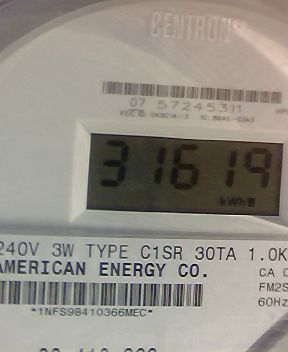 CENTRON®
07 57245311
31619
kWh
240V 3W TYPE C1SR 30TA 1.0K
AMERICAN ENERGY CO.
CA
FM2S
60Hz
*1NFS98410366MEC*